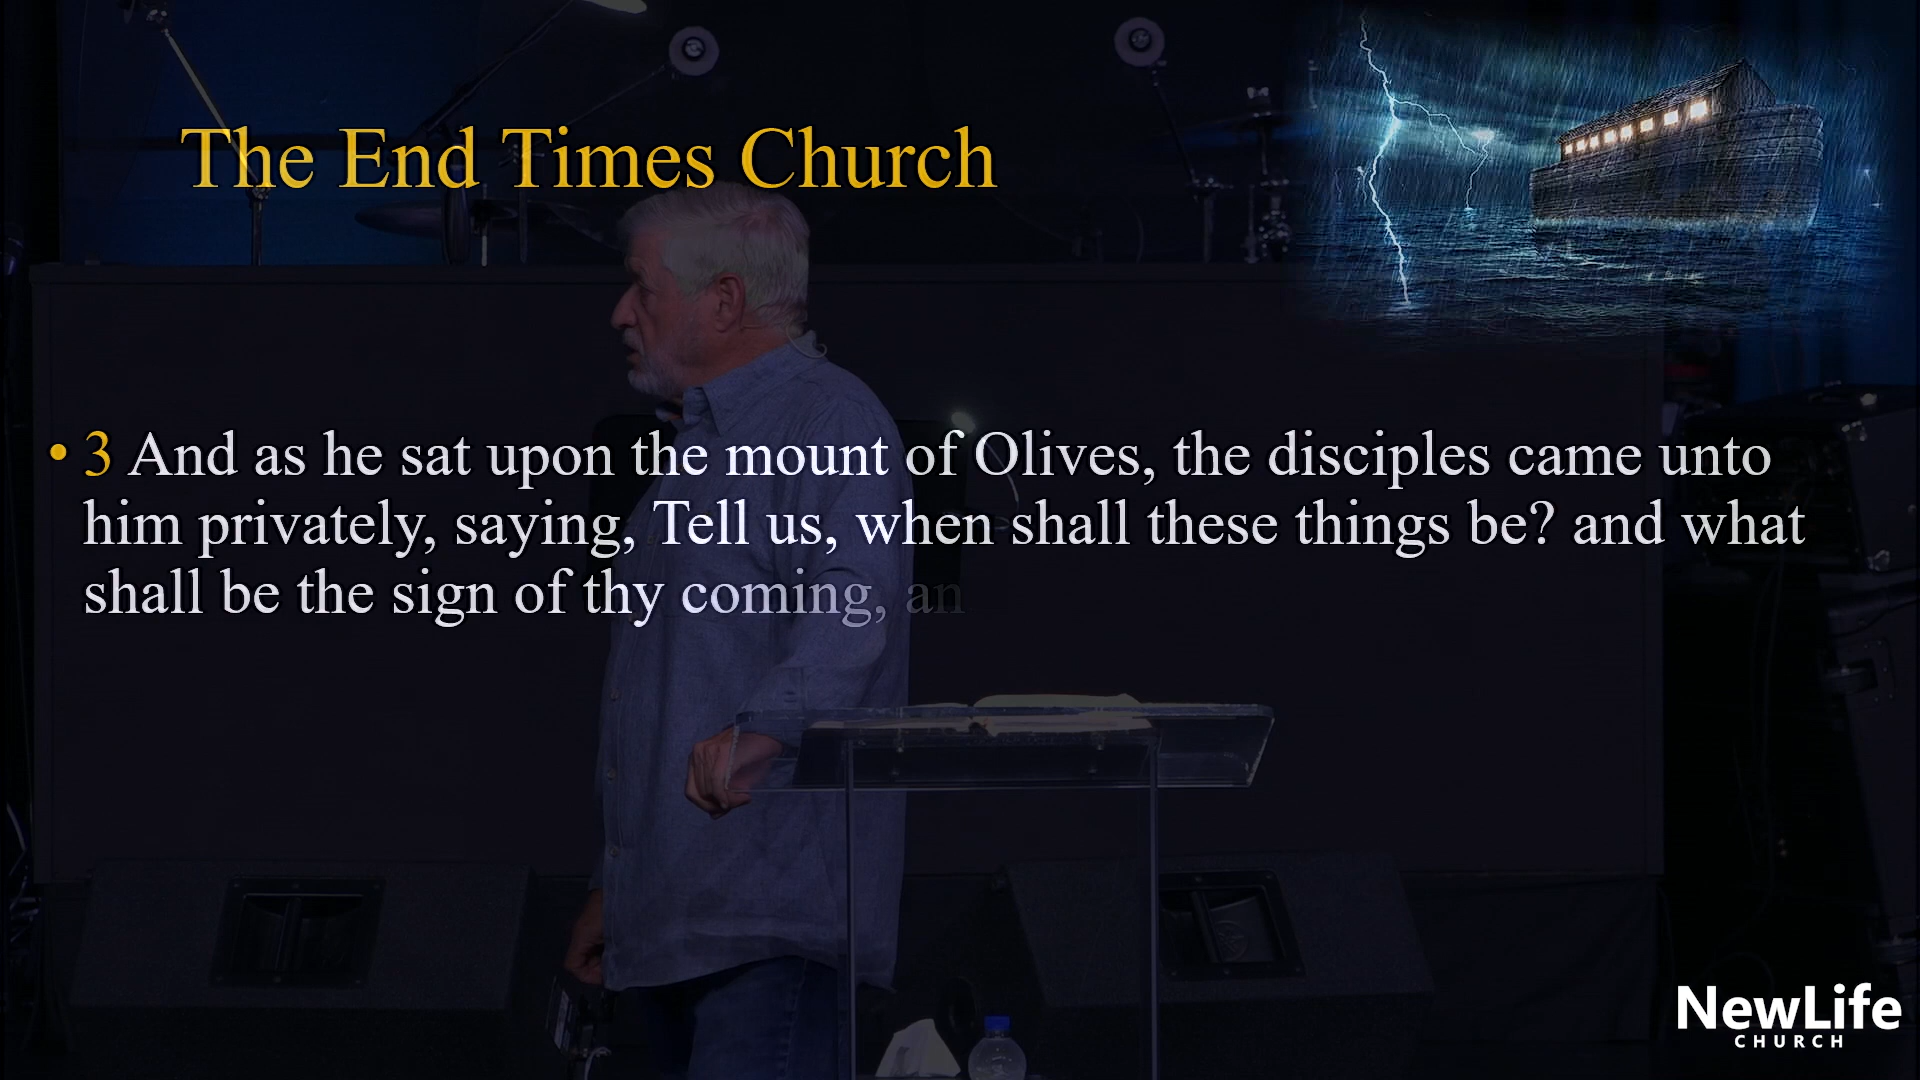 The End Times Church
• 3 And as he sat upon the mount of Olives, the disciples came unto
him privately, saying, Tell us, when shall these things be? and what
shall be the sign of thy coming, an
NewLife
CHURCH